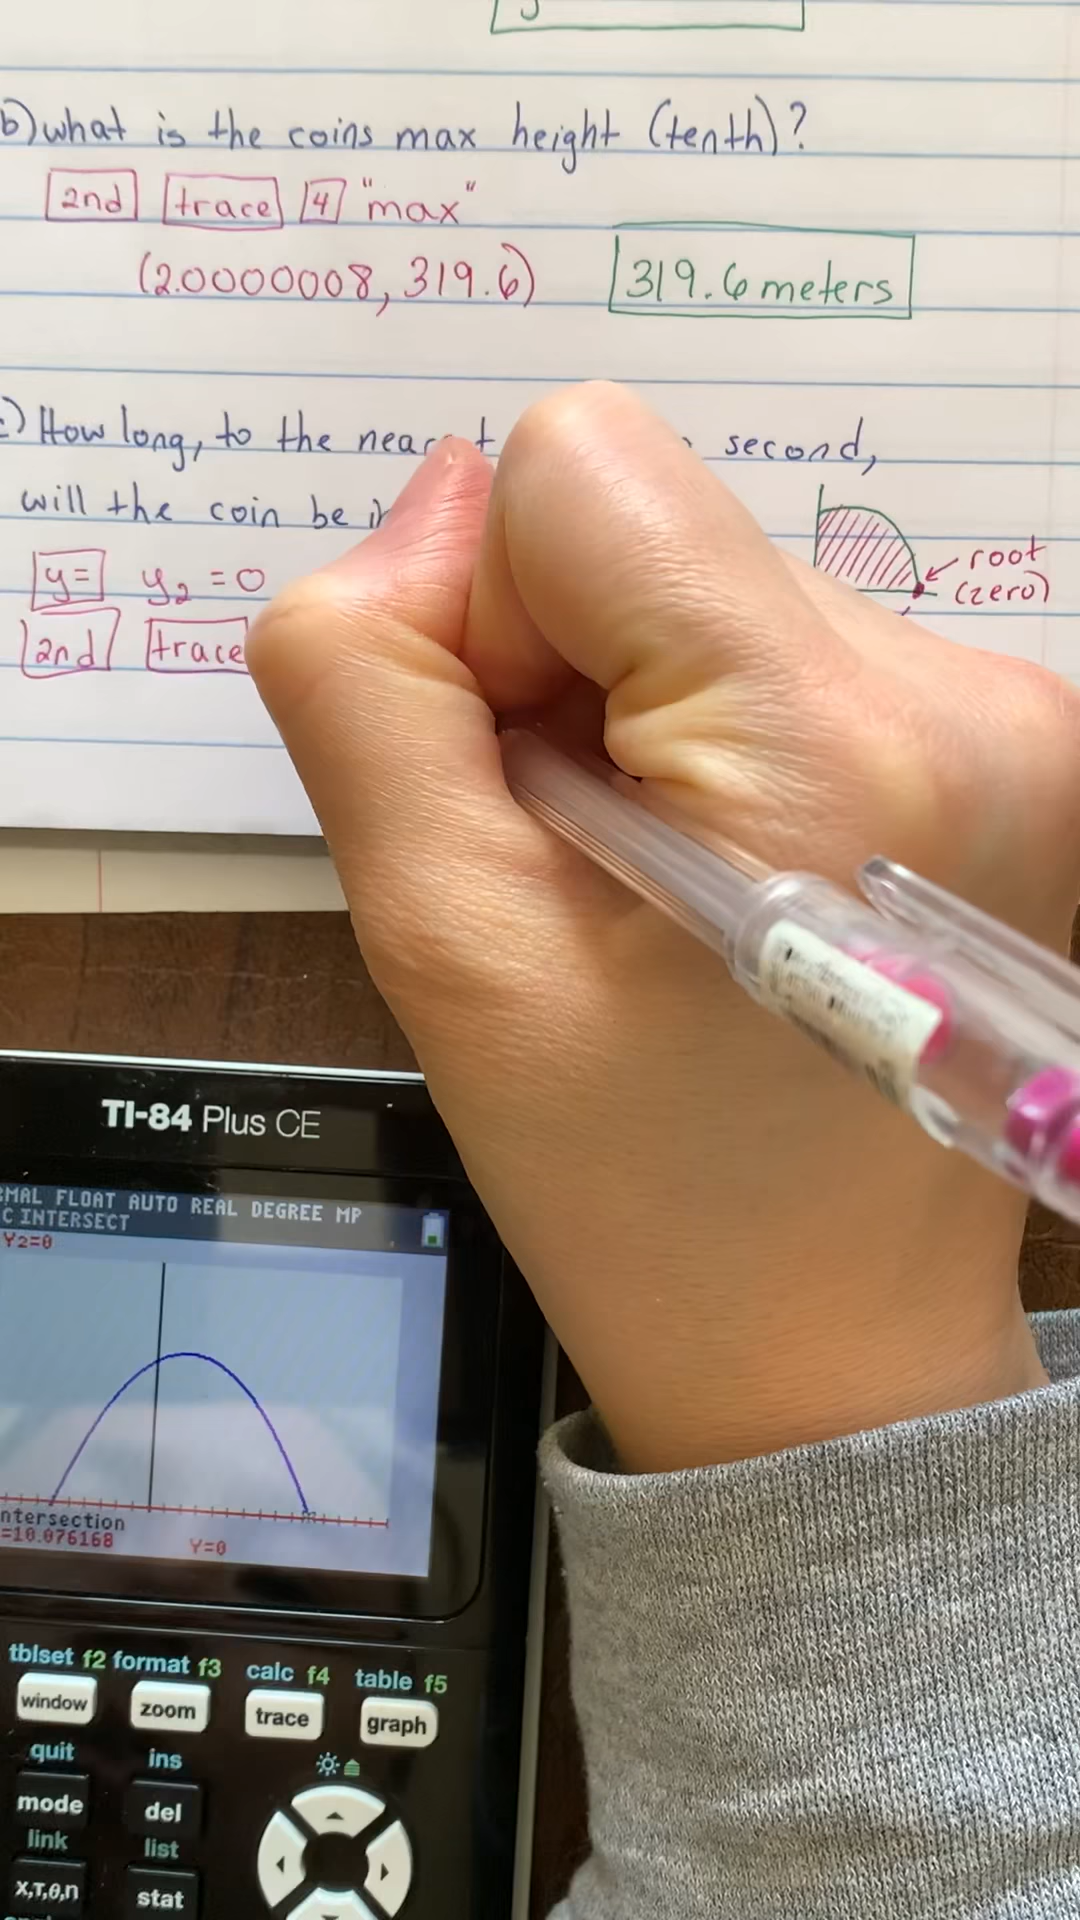 b) what is the coins max height (tenth)?
2nd trace 4 "max"
(2.0000008, 319.6) 319.6 meters
How long, to the second,
will the coin be
root
(zero)
y= y₂ = 0
2nd trace
TI-84 Plus CE
FLOAT AUTO REAL DEGREE MP
C INTERSECT
Y2=0
ntersection
=10.076168 Y=0
tblset f2 format f3 calc f4 table f5
window zoom trace graph
quit ins
mode del
link list
X,T,θ,n stat